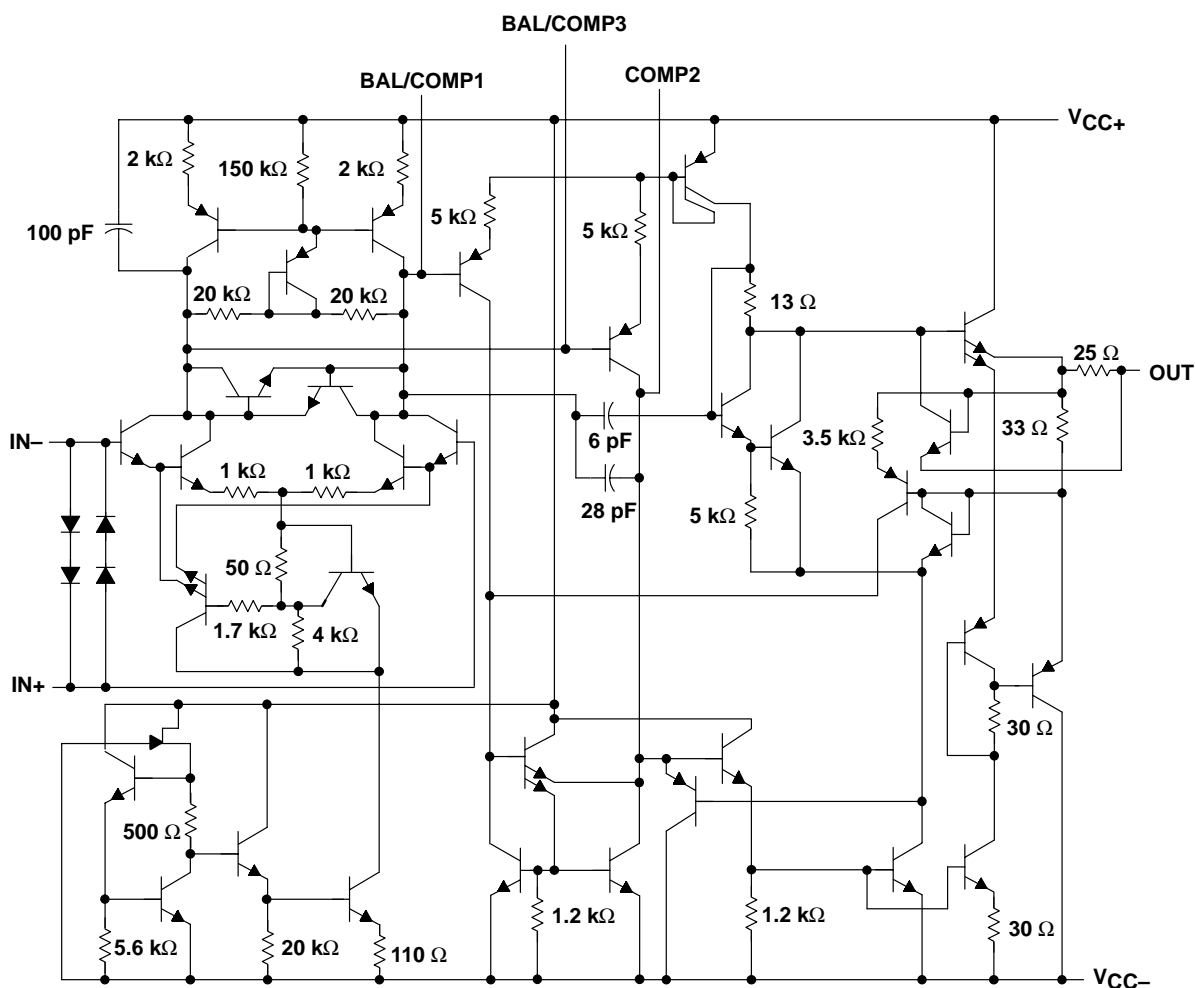 BAL/COMP3
COMP2
BAL/COMP1
VCC+
2 kΩ
150 kΩ
2 kΩ
5 kΩ
5 kΩ
100 pF
20 kΩ
20 kΩ
13 Ω
25 Ω
OUT
IN–
6 pF
3.5 kΩ
33 Ω
1 kΩ
1 kΩ
28 pF
5 kΩ
50 Ω
1.7 kΩ
4 kΩ
IN+
30 Ω
500 Ω
5.6 kΩ
20 kΩ
110 Ω
1.2 kΩ
1.2 kΩ
30 Ω
VCC–